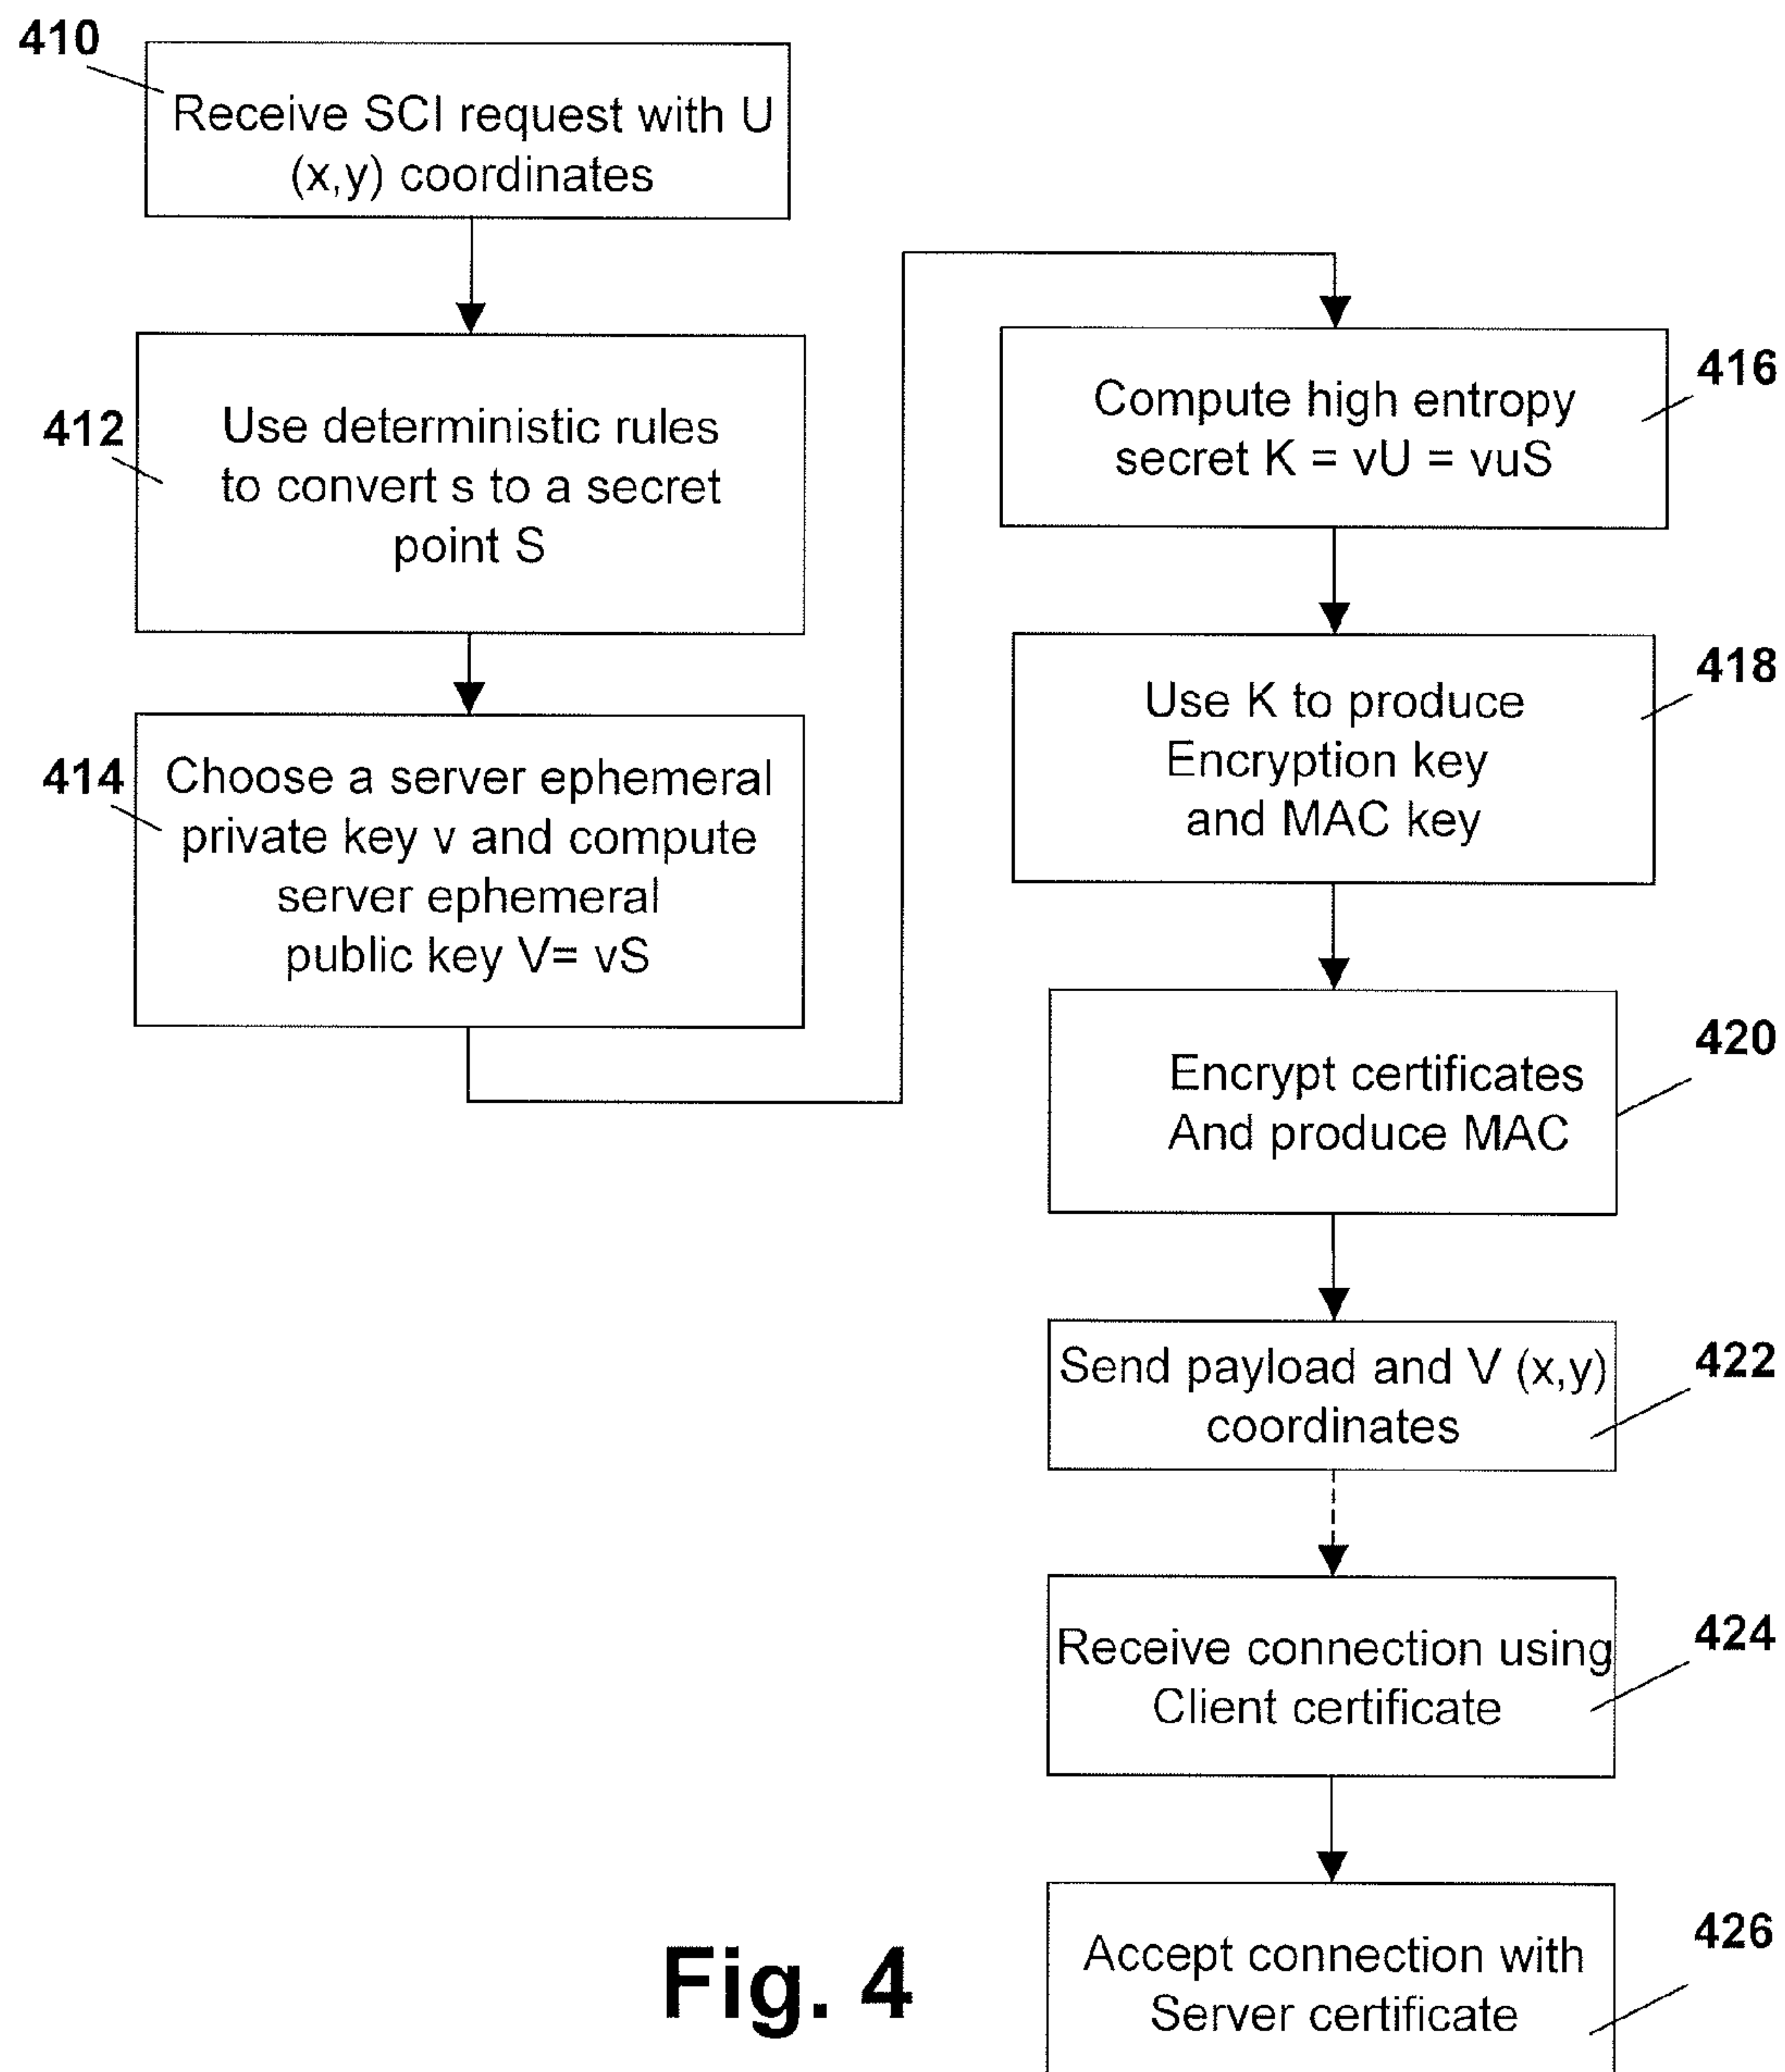 410
Receive SCI request with U
(x,y) coordinates
412
Use deterministic rules
to convert s to a secret
point S
414
Choose a server ephemeral
private key v and compute
server ephemeral
public key V= vS
416
Compute high entropy
secret K = vU = vuS
418
Use K to produce
Encryption key
and MAC key
420
Encrypt certificates
And produce MAC
422
Send payload and V (x,y)
coordinates
424
Receive connection using
Client certificate
426
Accept connection with
Server certificate
Fig. 4